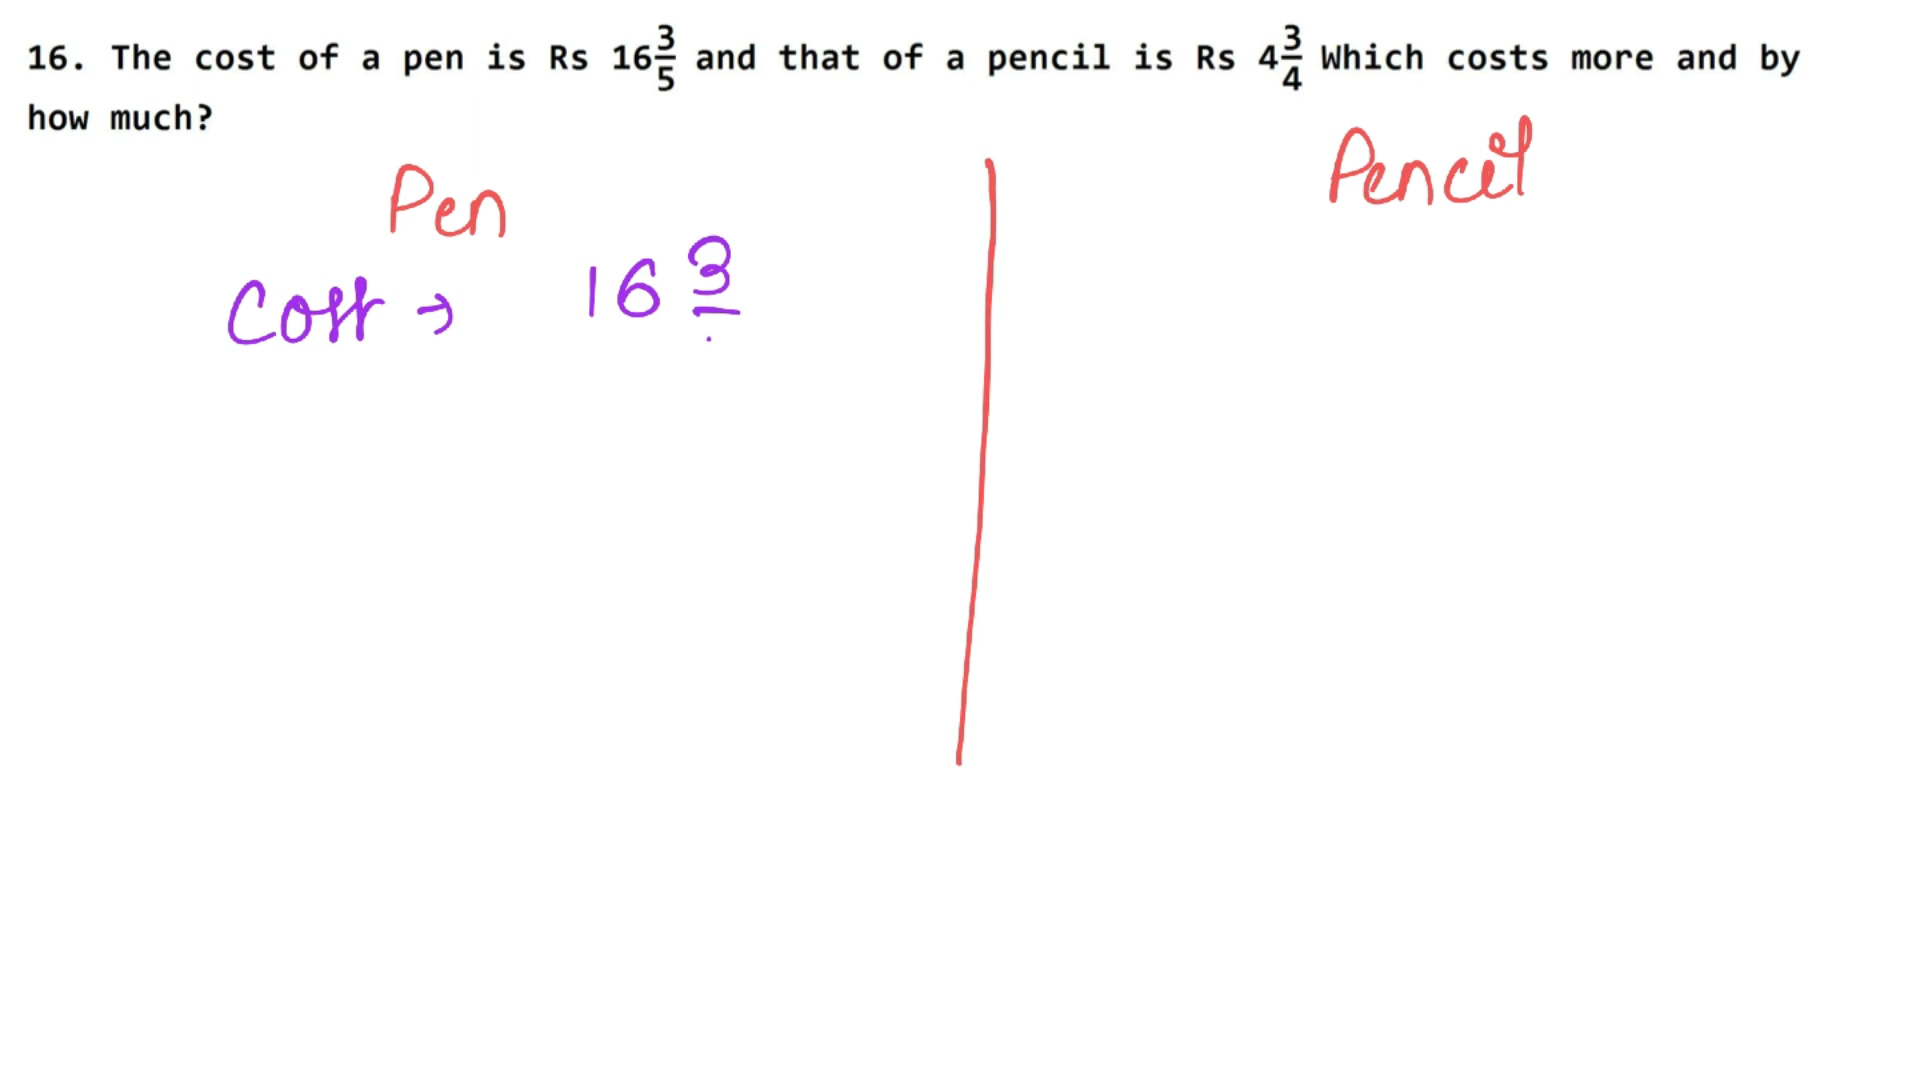 16. The cost of a pen is Rs 16 3/5 and that of a pencil is Rs 4 3/4 Which costs more and by
how much?
Pen
Pencil
Cost → 16 3/